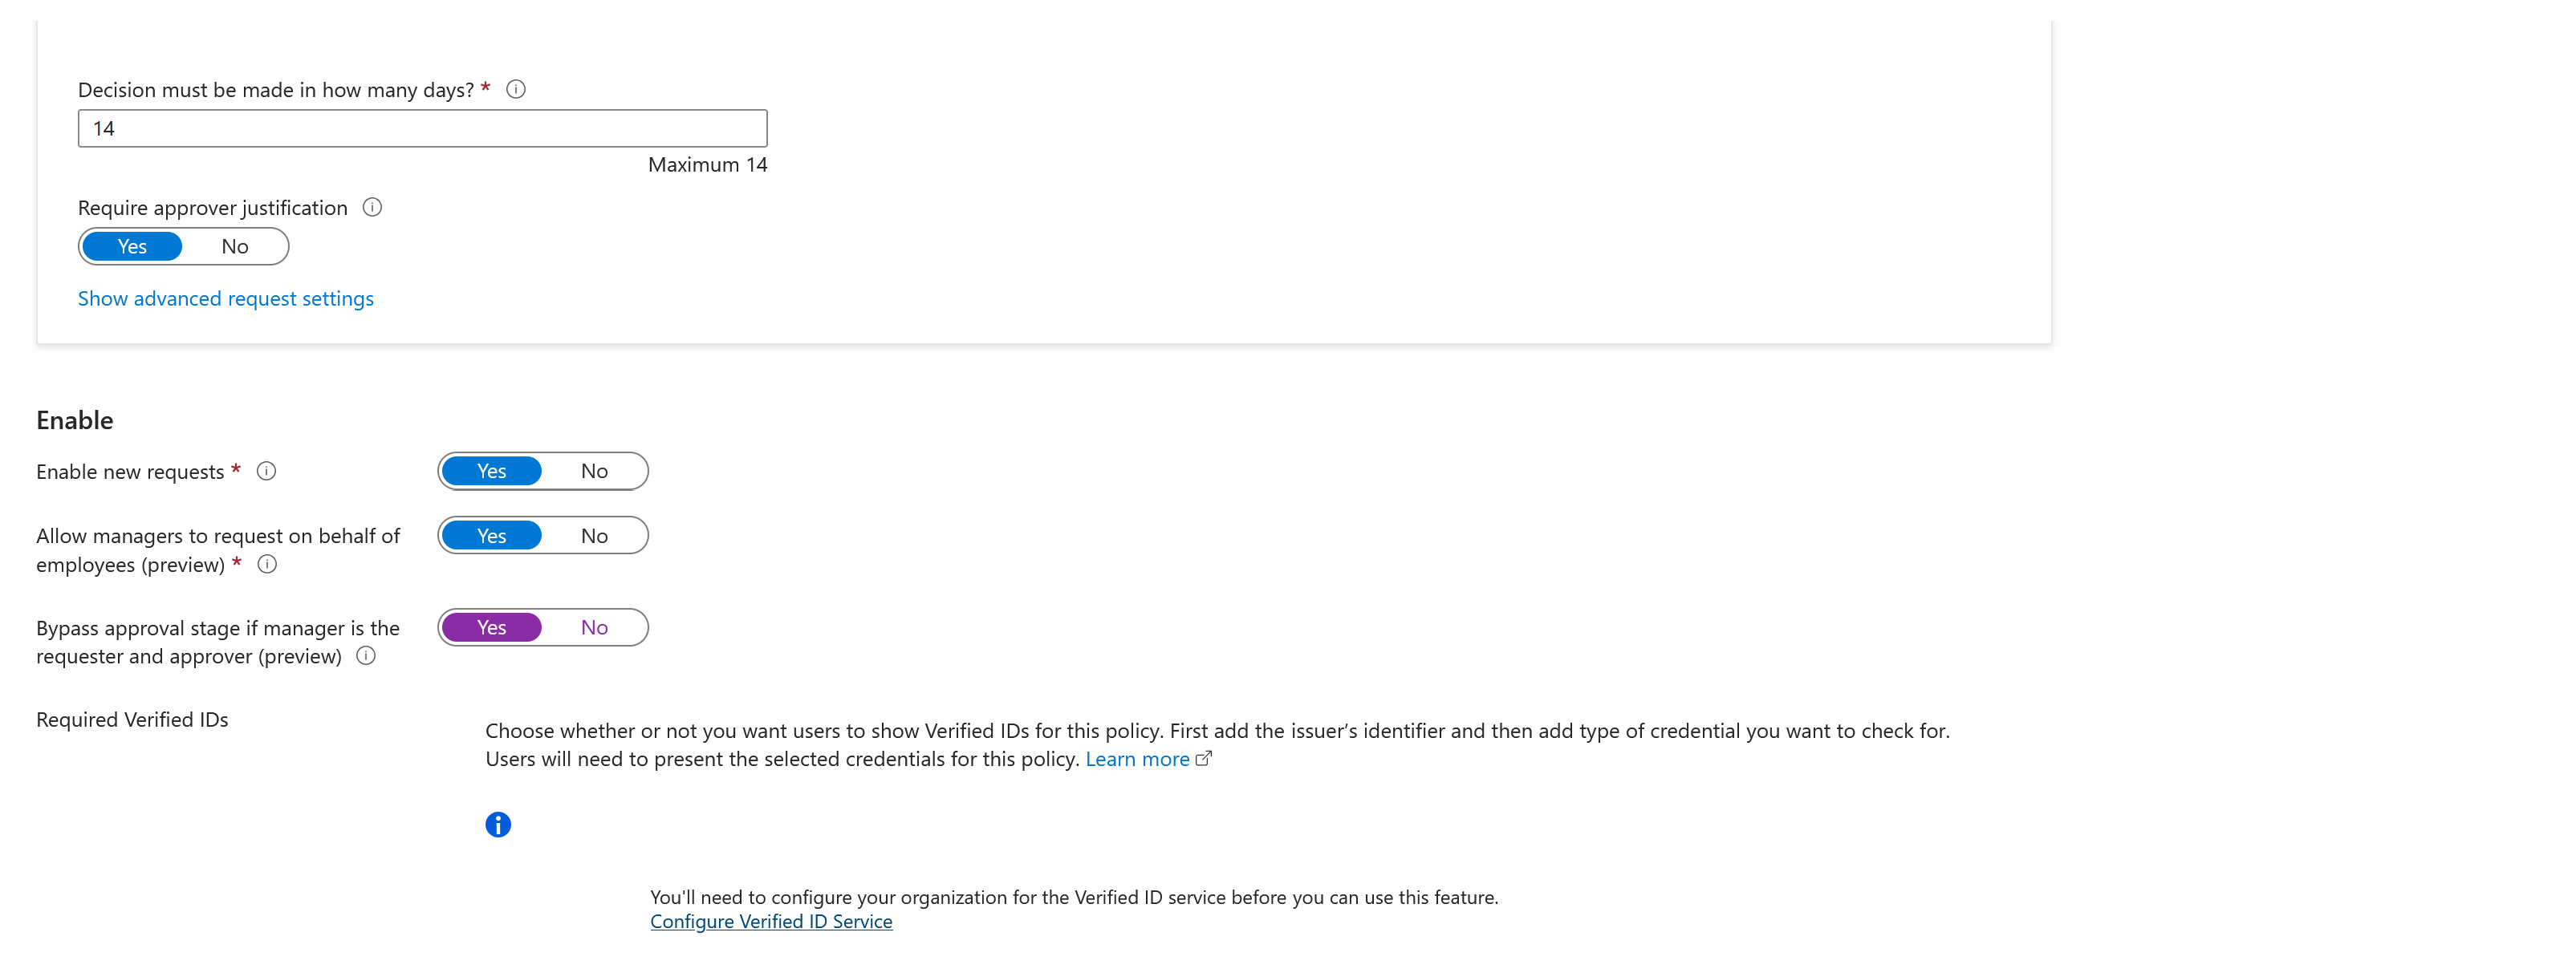 Decision must be made in how many days? *
14
Maximum 14
Require approver justification
Yes No
Show advanced request settings
Enable
Enable new requests * Yes No
Allow managers to request on behalf of Yes No
employees (preview) *
Bypass approval stage if manager is the Yes No
requester and approver (preview)
Required Verified IDs
Choose whether or not you want users to show Verified IDs for this policy. First add the issuer’s identifier and then add type of credential you want to check for.
Users will need to present the selected credentials for this policy. Learn more
You'll need to configure your organization for the Verified ID service before you can use this feature.
Configure Verified ID Service